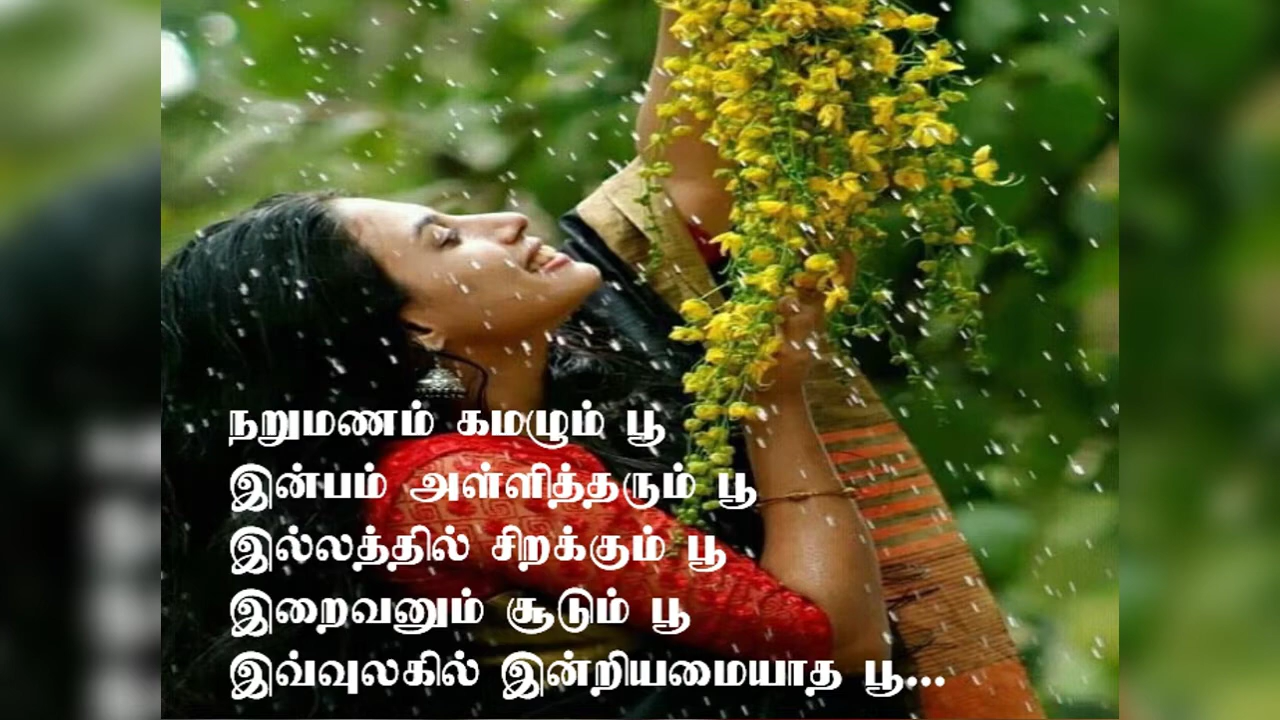 நறுமணம் கமழும் பூ
இன்பம் அள்ளித்தரும் பூ
இல்லத்தில் சிறக்கும் பூ
இறைவனும் சூடும் பூ
இவ்வுலகில் இன்றியமையாத பூ...